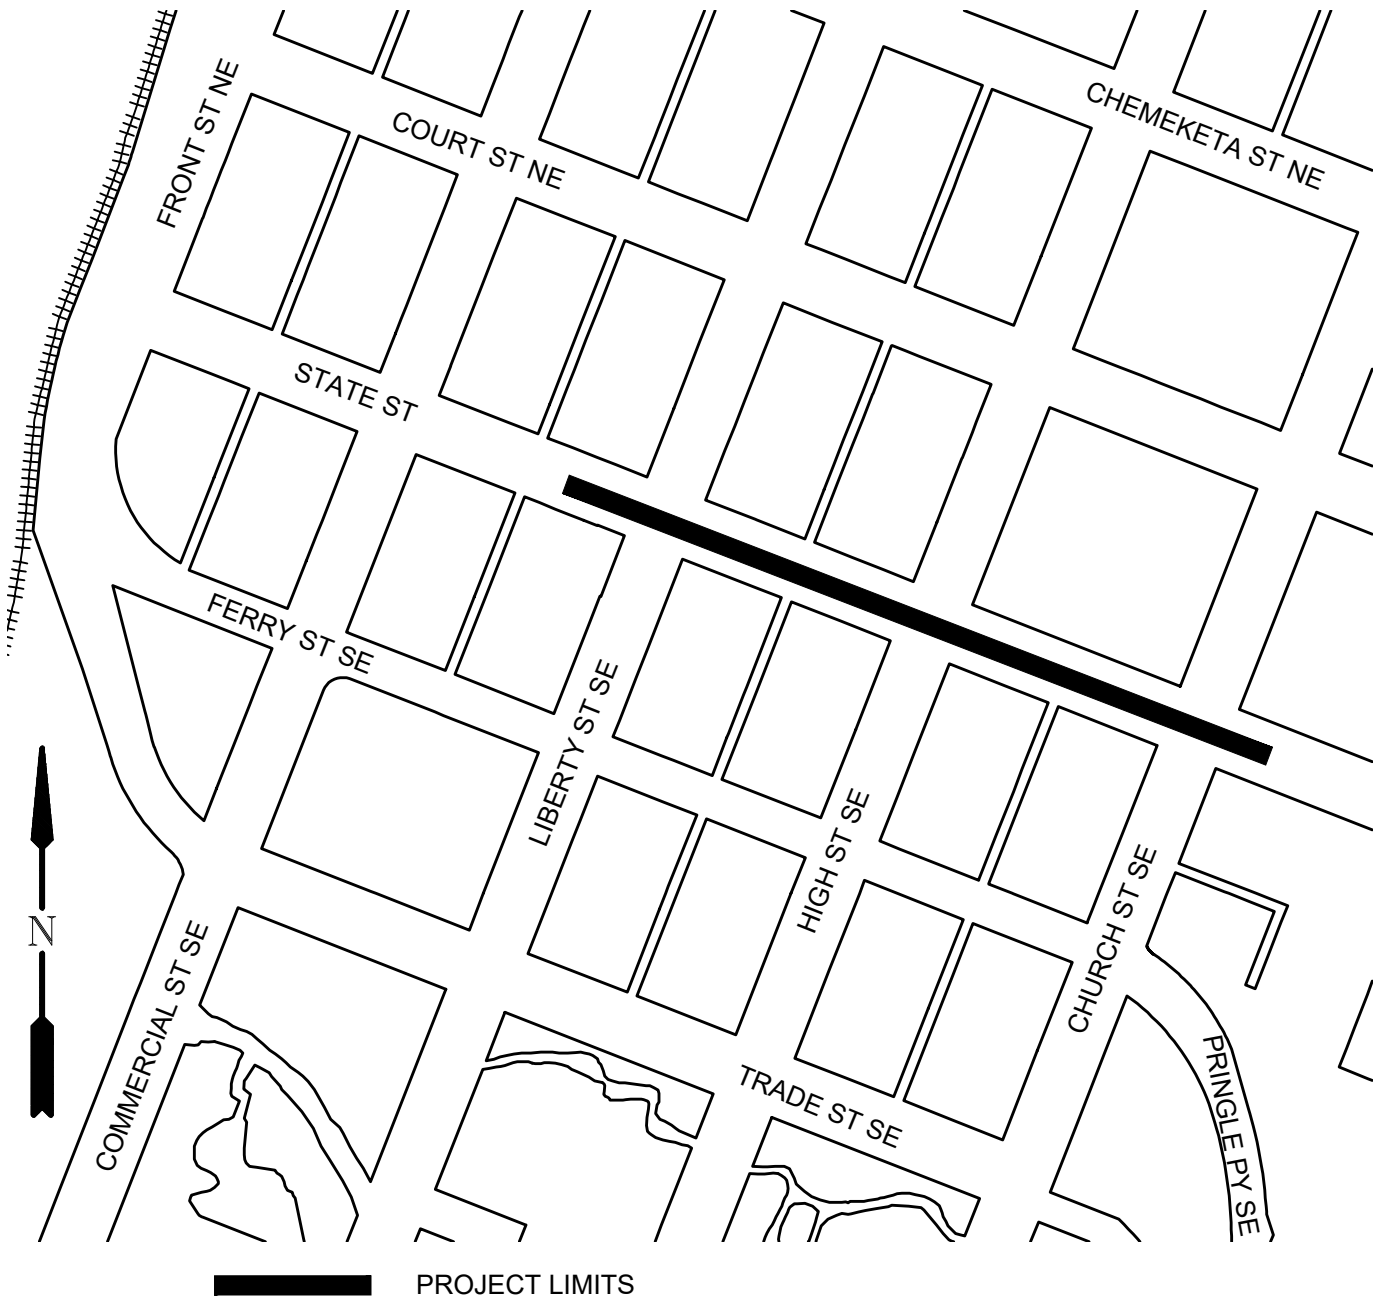 FRONT ST NE
COURT ST NE
CHEMEKETA ST NE
STATE ST
FERRY ST SE
LIBERTY ST SE
HIGH ST SE
CHURCH ST SE
N
COMMERCIAL ST SE
TRADE ST SE
PRINGLE PY SE
PROJECT LIMITS